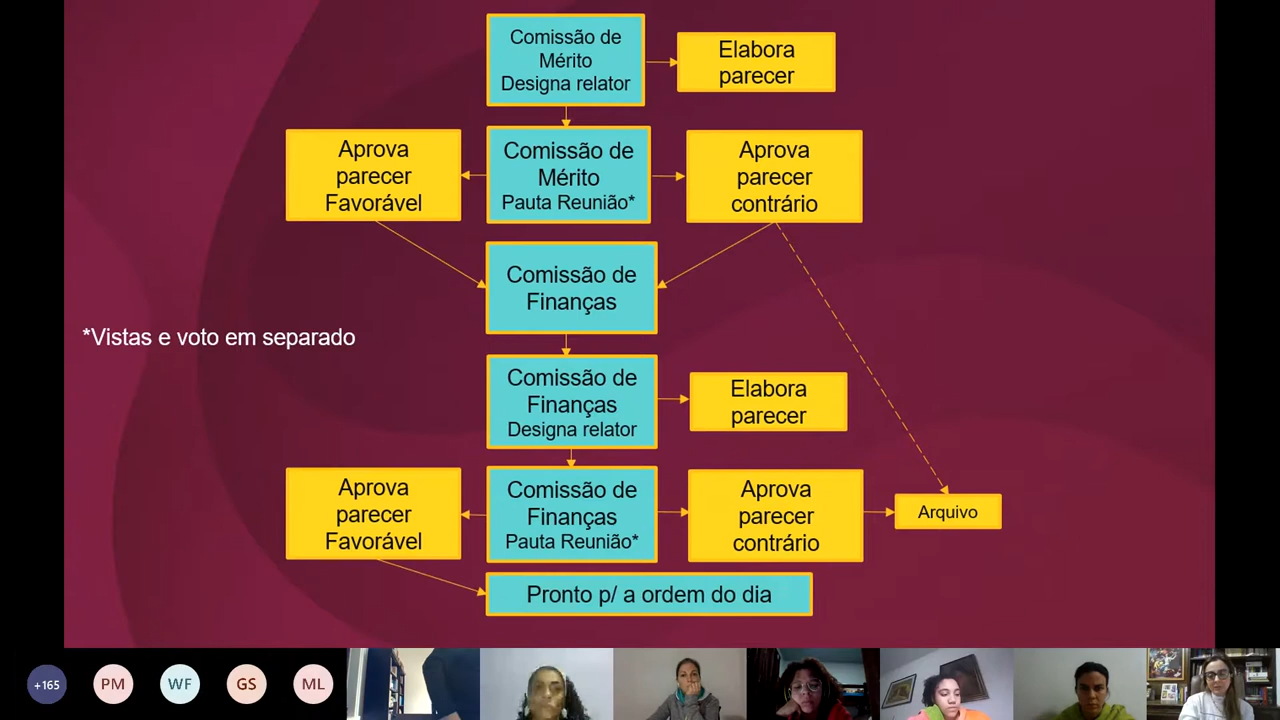 Comissão de
Mérito
Designa relator
Elabora
parecer
Aprova
parecer
Favorável
Comissão de
Mérito
Pauta Reunião*
Aprova
parecer
contrário
Comissão de
Finanças
*Vistas e voto em separado
Comissão de
Finanças
Designa relator
Elabora
parecer
Aprova
parecer
Favorável
Comissão de
Finanças
Pauta Reunião*
Aprova
parecer
contrário
Arquivo
Pronto p/ a ordem do dia
+165
PM
WF
GS
ML